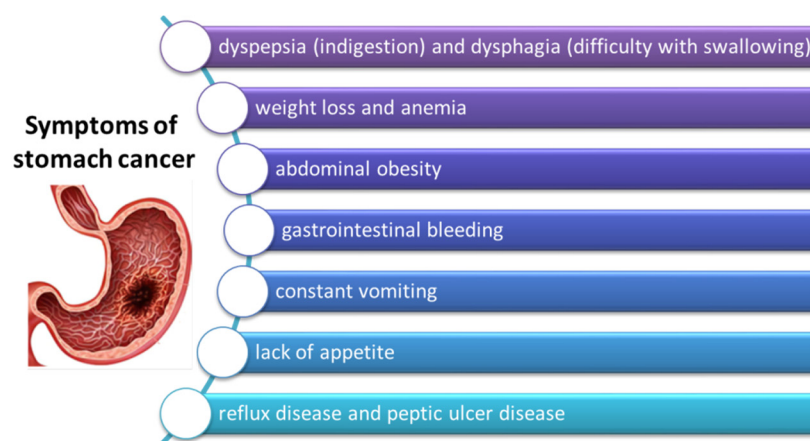 Symptoms of
stomach cancer
dyspepsia (indigestion) and dysphagia (difficulty with swallowing)
weight loss and anemia
abdominal obesity
gastrointestinal bleeding
constant vomiting
lack of appetite
reflux disease and peptic ulcer disease